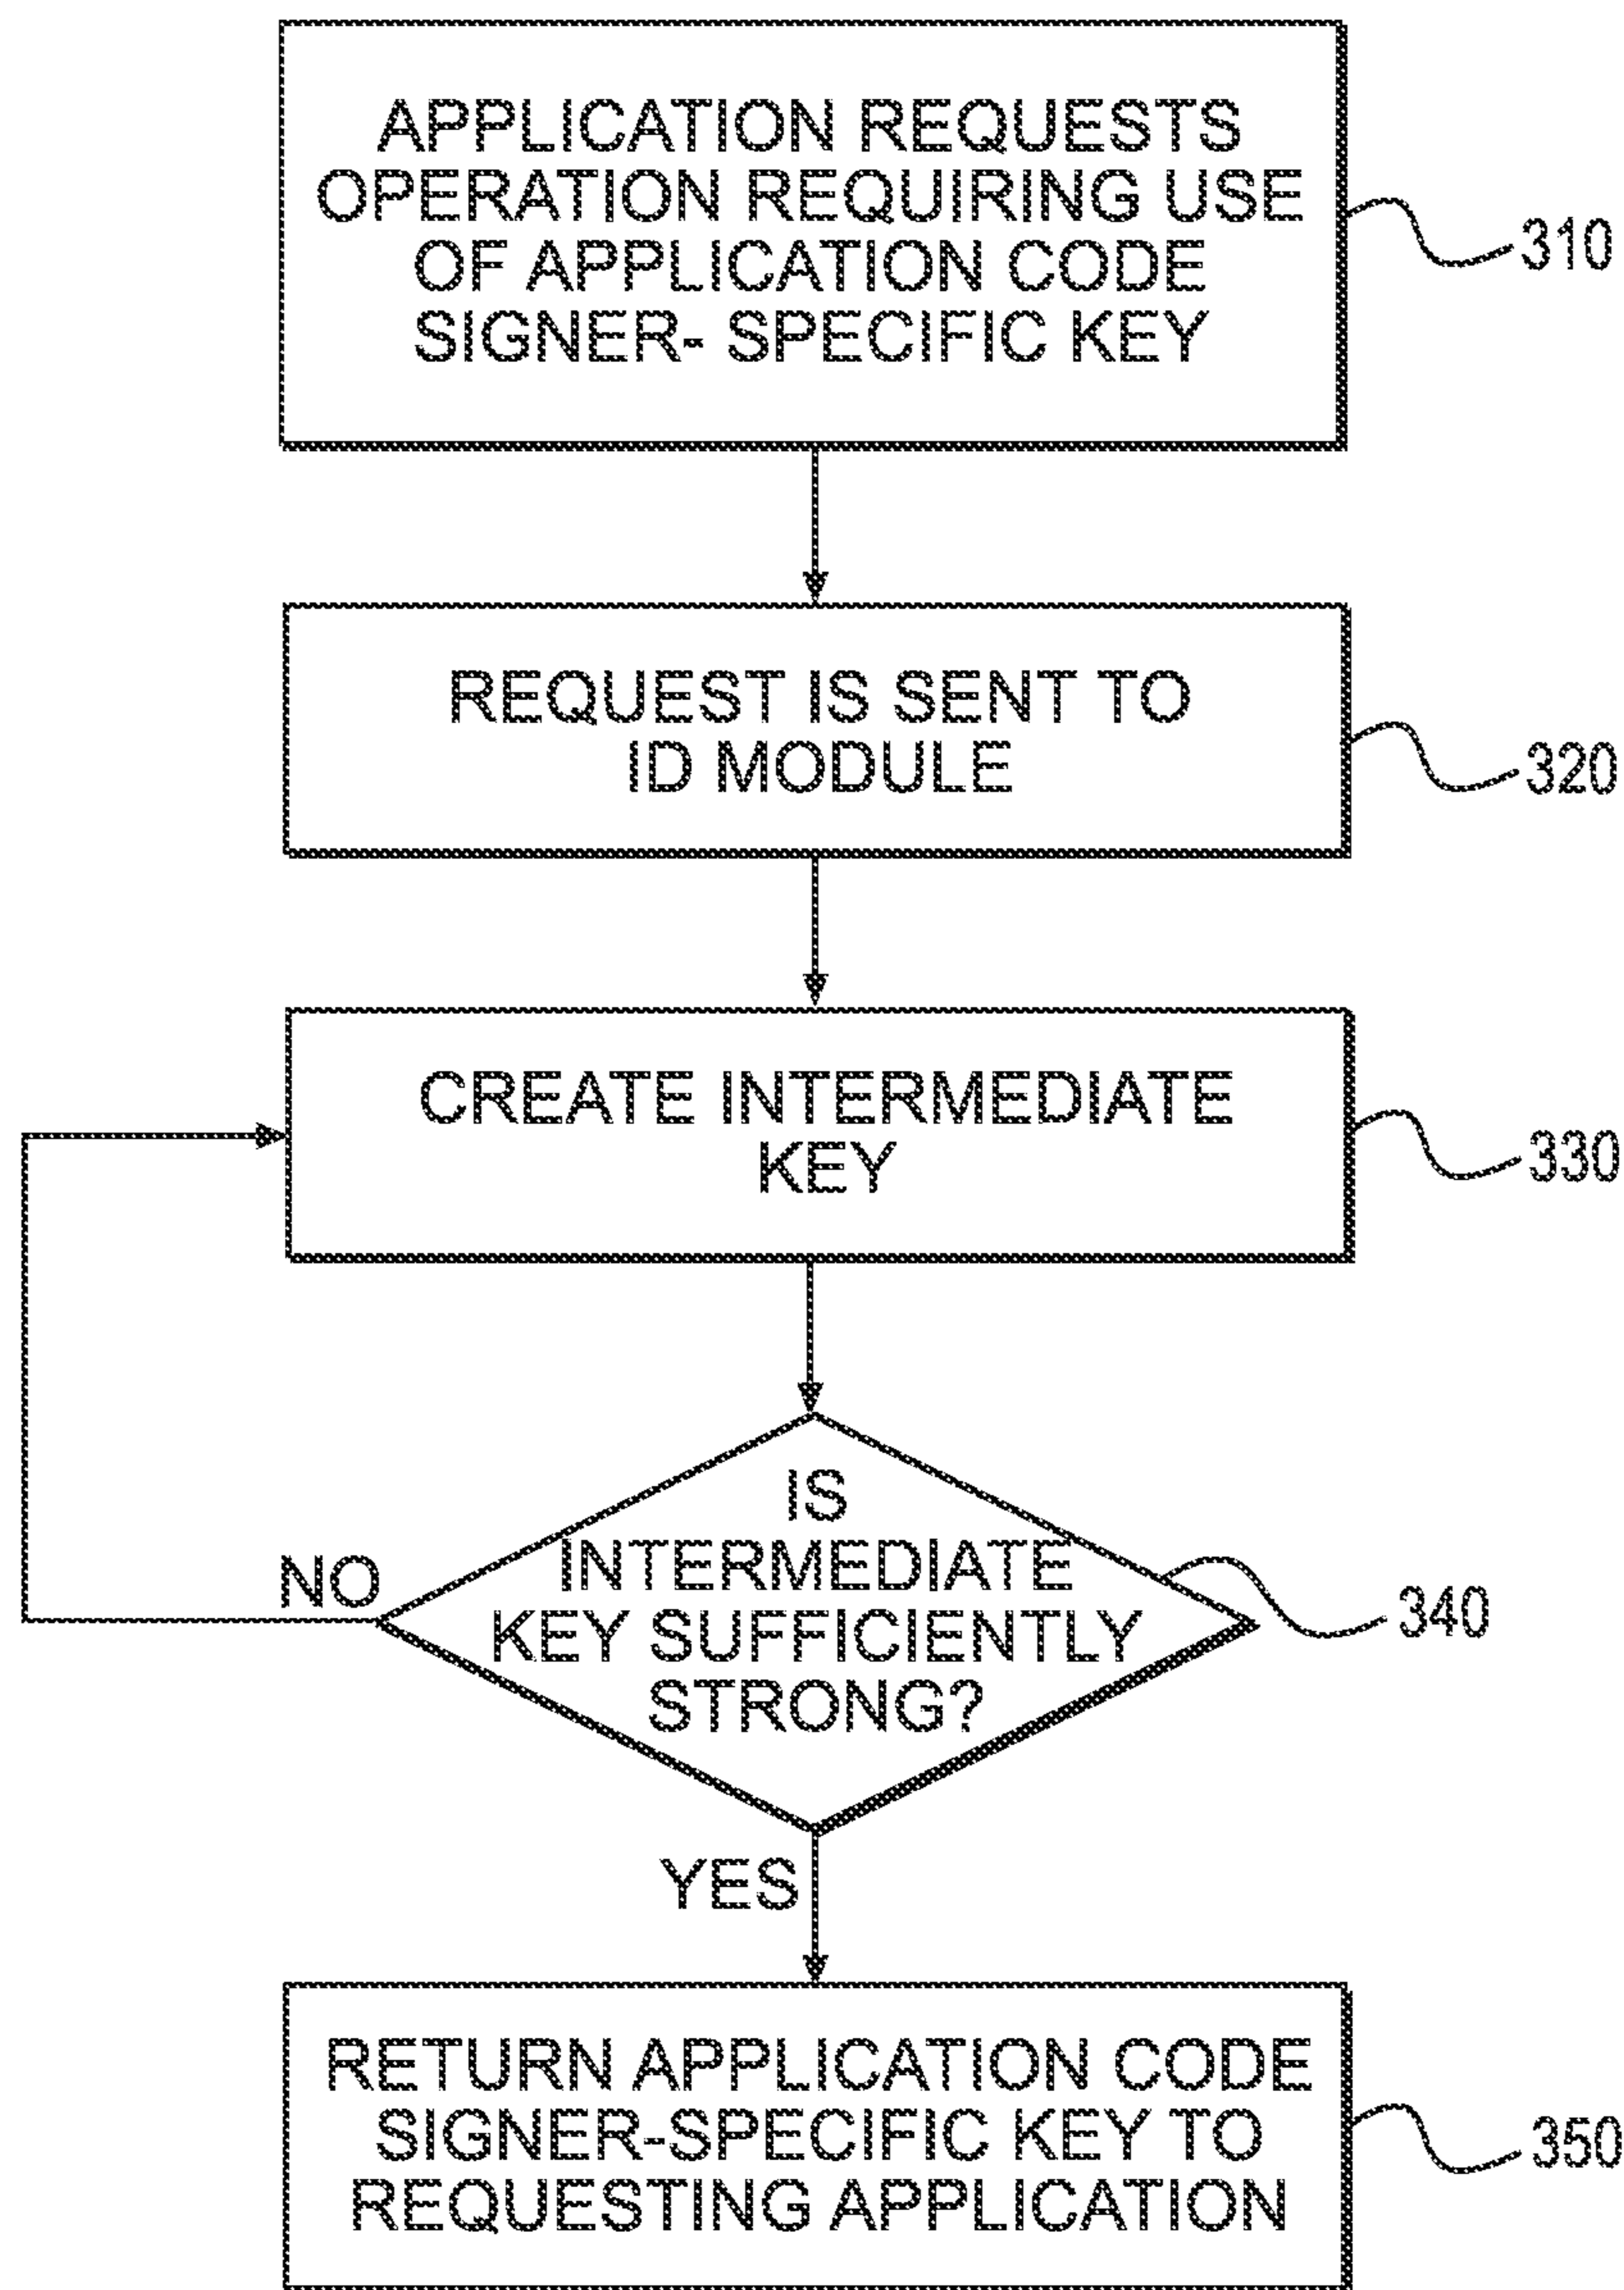 APPLICATION REQUESTS
OPERATION REQUIRING USE
OF APPLICATION CODE
SIGNER- SPECIFIC KEY
310
REQUEST IS SENT TO
ID MODULE
320
CREATE INTERMEDIATE
KEY
330
IS
INTERMEDIATE
KEY SUFFICIENTLY
STRONG?
340
NO
YES
RETURN APPLICATION CODE
SIGNER-SPECIFIC KEY TO
REQUESTING APPLICATION
350